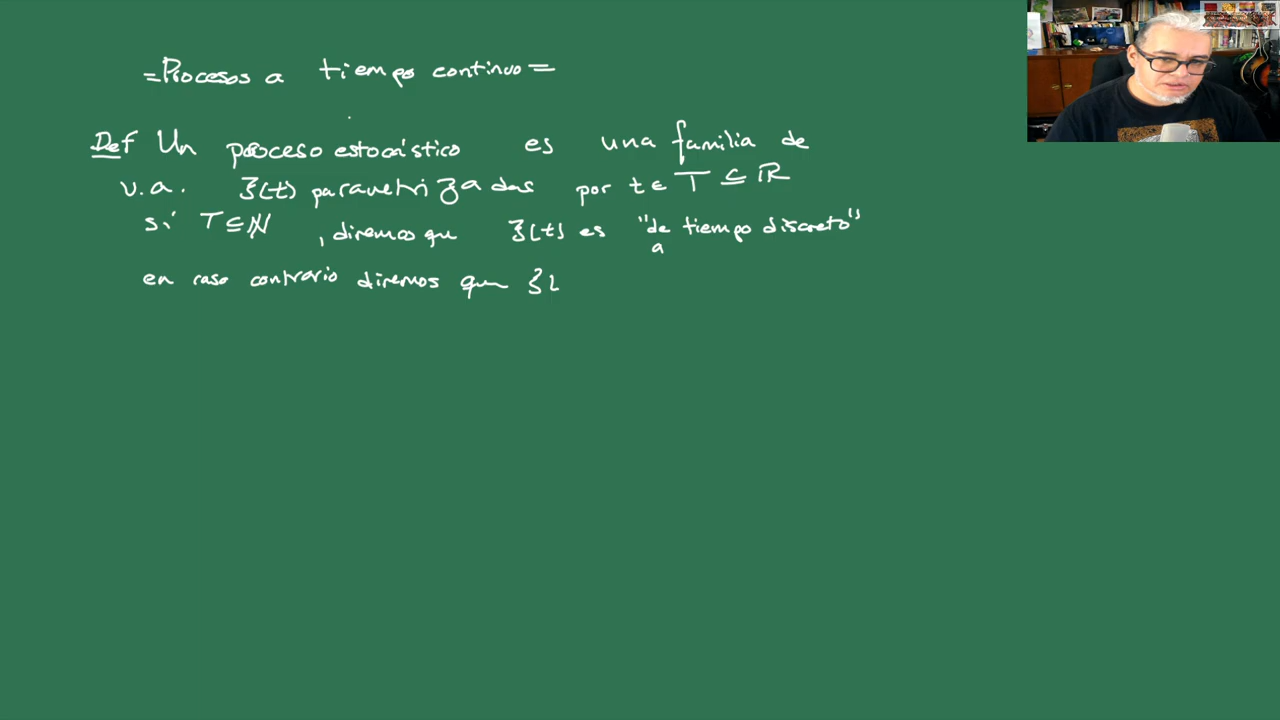 = Procesos a tiempo continuo =
Def Un proceso estocástico es una familia de
v.a. ξ(t) parametrizadas por t ∈ T ⊆ ℝ
si T ⊆ ℕ , diremos que ξ(t) es "de tiempo discreto"
a
en caso contrario diremos que ξ(